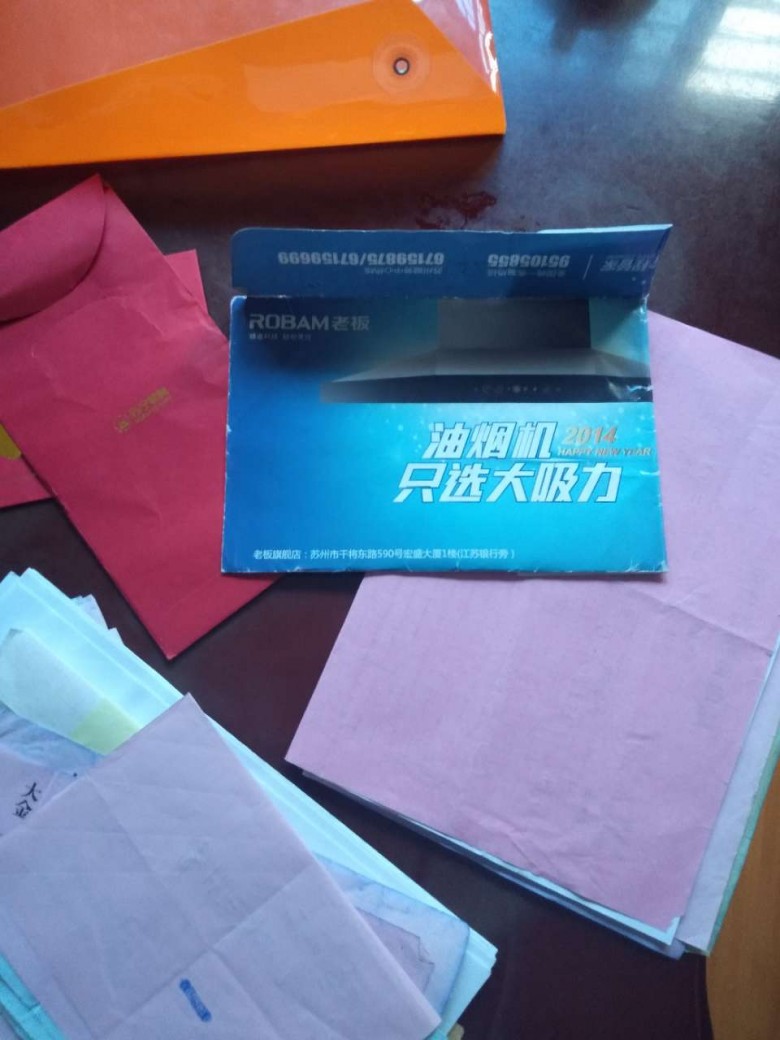 67159875/67159699
95105855
ROBAM老板
油烟机 2014
HAPPY NEW YEAR
只选大吸力
老板旗舰店：苏州市干将东路590号宏盛大厦1楼(江苏银行旁)
大金